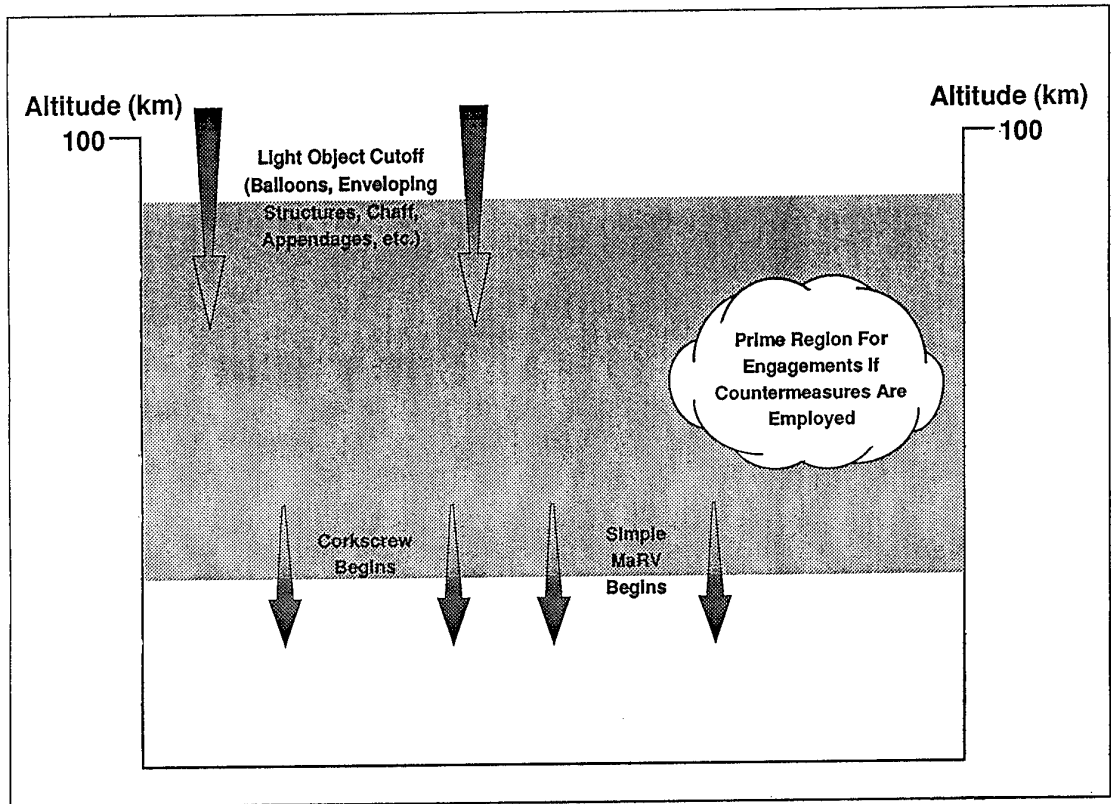 Altitude (km)
100
Altitude (km)
100
Light Object Cutoff
(Balloons, Enveloping
Structures, Chaff,
Appendages, etc.)
Prime Region For
Engagements If
Countermeasures Are
Employed
Corkscrew
Begins
Simple
MaRV
Begins